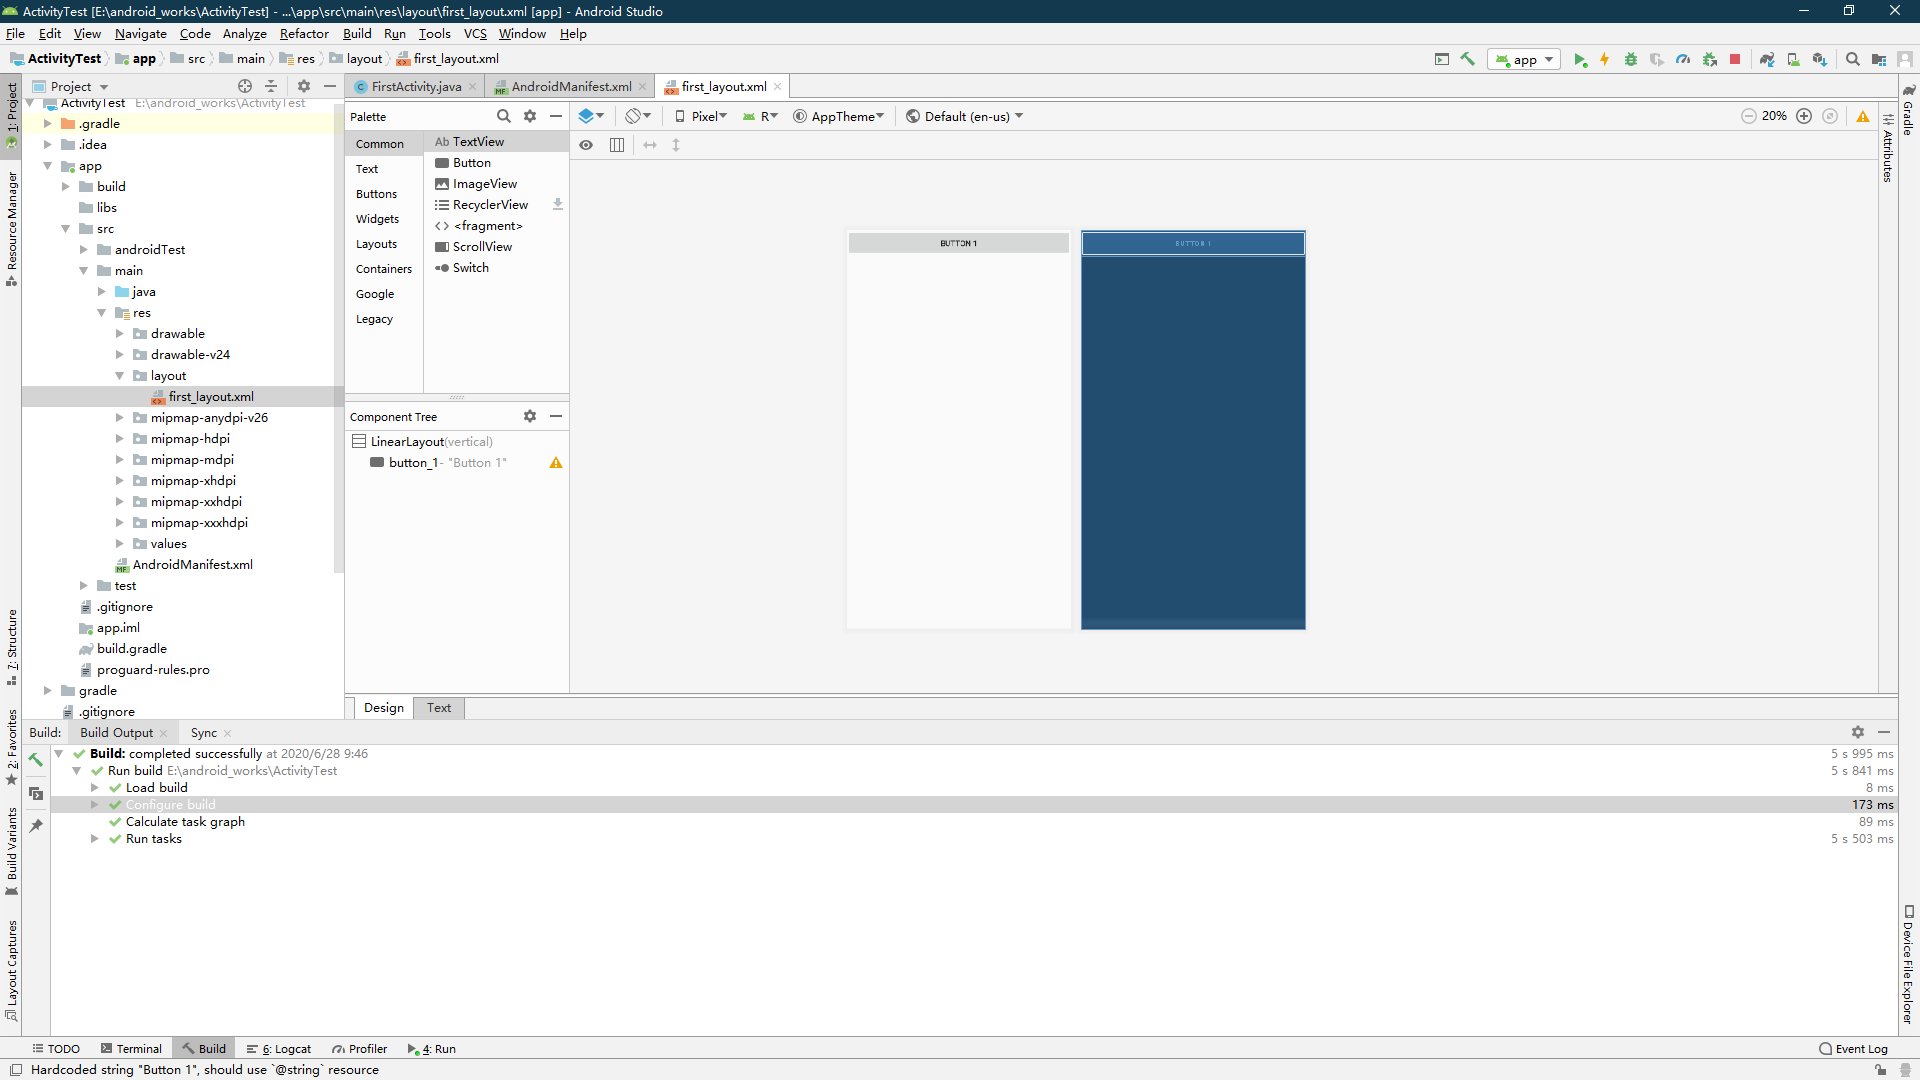 ActivityTest [E:\android_works\ActivityTest] - ...\app\src\main\res\layout\first_layout.xml [app] - Android Studio
File Edit View Navigate Code Analyze Refactor Build Run Tools VCS Window Help
ActivityTest app src main res layout first_layout.xml
app
1: Project
Resource Manager
7: Structure
2: Favorites
Build Variants
Layout Captures
Project
ActivityTest E:\android_works\ActivityTest
.gradle
.idea
app
build
libs
src
androidTest
main
java
res
drawable
drawable-v24
layout
first_layout.xml
mipmap-anydpi-v26
mipmap-hdpi
mipmap-mdpi
mipmap-xhdpi
mipmap-xxhdpi
mipmap-xxxhdpi
values
AndroidManifest.xml
test
.gitignore
app.iml
build.gradle
proguard-rules.pro
gradle
.gitignore
FirstActivity.java AndroidManifest.xml first_layout.xml
Palette
Common
Text
Buttons
Widgets
Layouts
Containers
Google
Legacy
Ab TextView
Button
ImageView
RecyclerView
<fragment>
ScrollView
Switch
Component Tree
LinearLayout(vertical)
button_1- "Button 1"
Pixel R AppTheme Default (en-us) 20%
BUTTON 1
BUTTON 1
Design Text
Gradle
Attributes
Device File Explorer
Build: Build Output Sync
Build: completed successfully at 2020/6/28 9:46 5 s 995 ms
Run build E:\android_works\ActivityTest 5 s 841 ms
Load build 8 ms
Configure build 173 ms
Calculate task graph 89 ms
Run tasks 5 s 503 ms
TODO Terminal Build 6: Logcat Profiler 4: Run Event Log
Hardcoded string "Button 1", should use `@string` resource